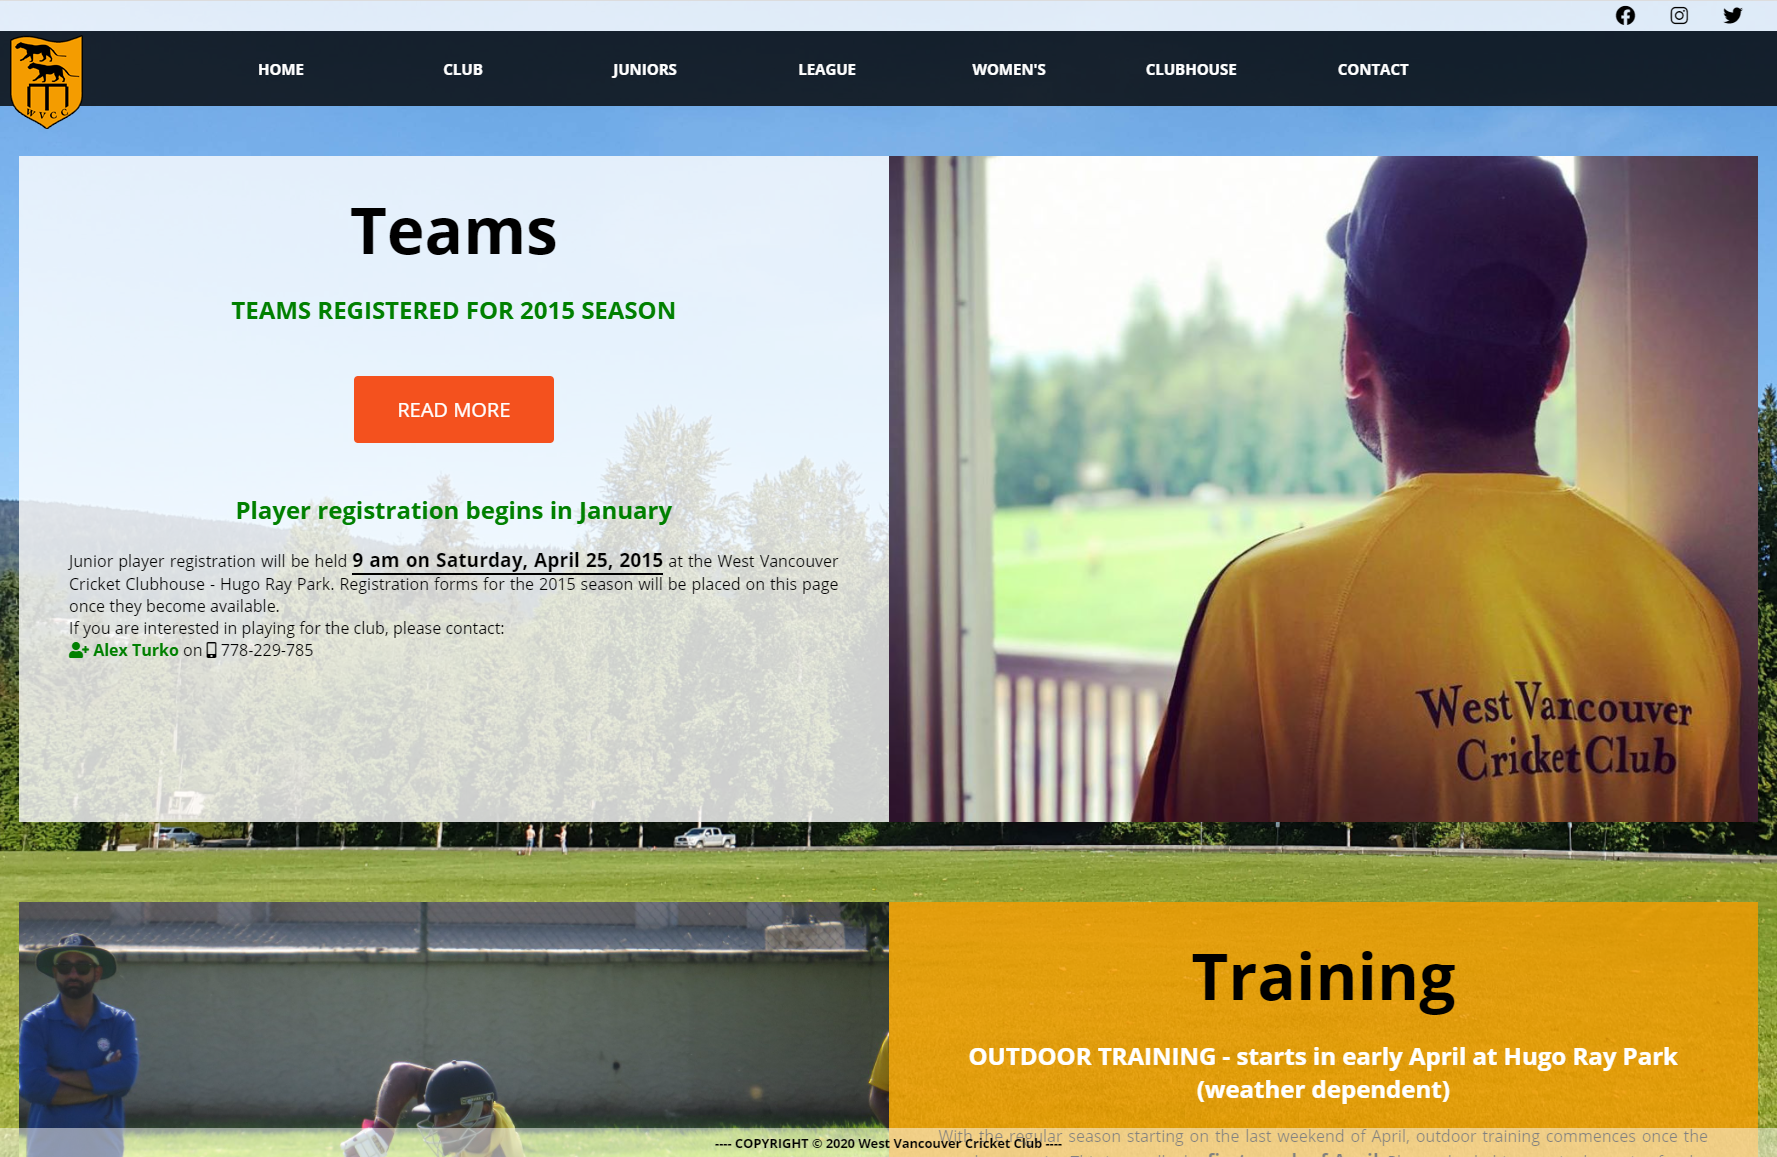 HOME CLUB JUNIORS LEAGUE WOMEN'S CLUBHOUSE CONTACT
WVCC
Teams
TEAMS REGISTERED FOR 2015 SEASON
READ MORE
Player registration begins in January
Junior player registration will be held 9 am on Saturday, April 25, 2015 at the West Vancouver
Cricket Clubhouse - Hugo Ray Park. Registration forms for the 2015 season will be placed on this page
once they become available.
If you are interested in playing for the club, please contact:
Alex Turko on 778-229-785
West Vancouver
Cricket Club
Training
OUTDOOR TRAINING - starts in early April at Hugo Ray Park
(weather dependent)
With the regular season starting on the last weekend of April, outdoor training commences once the
---- COPYRIGHT © 2020 West Vancouver Cricket Club ----